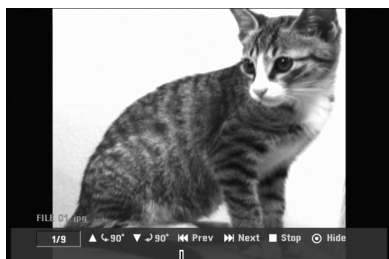 FILE 01.jpg
1/9 ▲ ⤹90° ▼ ⤸90° ⏮ Prev ⏭ Next ■ Stop ⊙ Hide